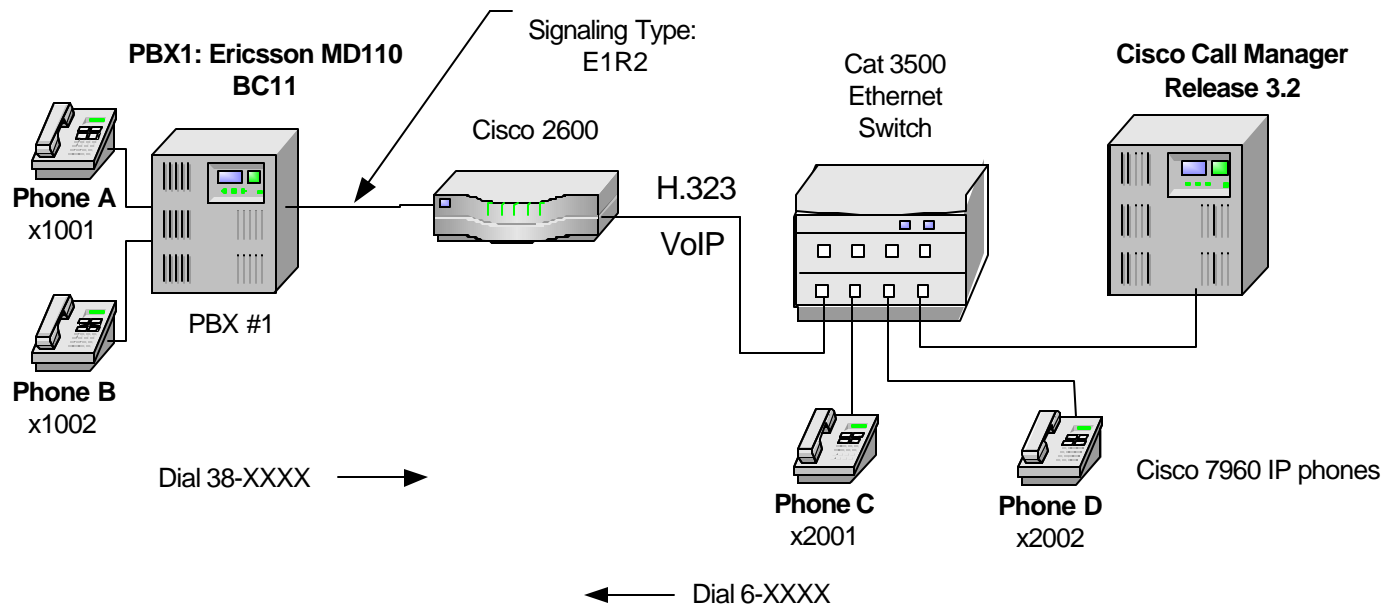 Signaling Type:
E1R2
PBX1: Ericsson MD110
BC11
Cat 3500
Ethernet
Switch
Cisco Call Manager
Release 3.2
Cisco 2600
Phone A
x1001
H.323
VoIP
PBX #1
Phone B
x1002
Dial 38-XXXX
Phone C
x2001
Phone D
x2002
Cisco 7960 IP phones
Dial 6-XXXX